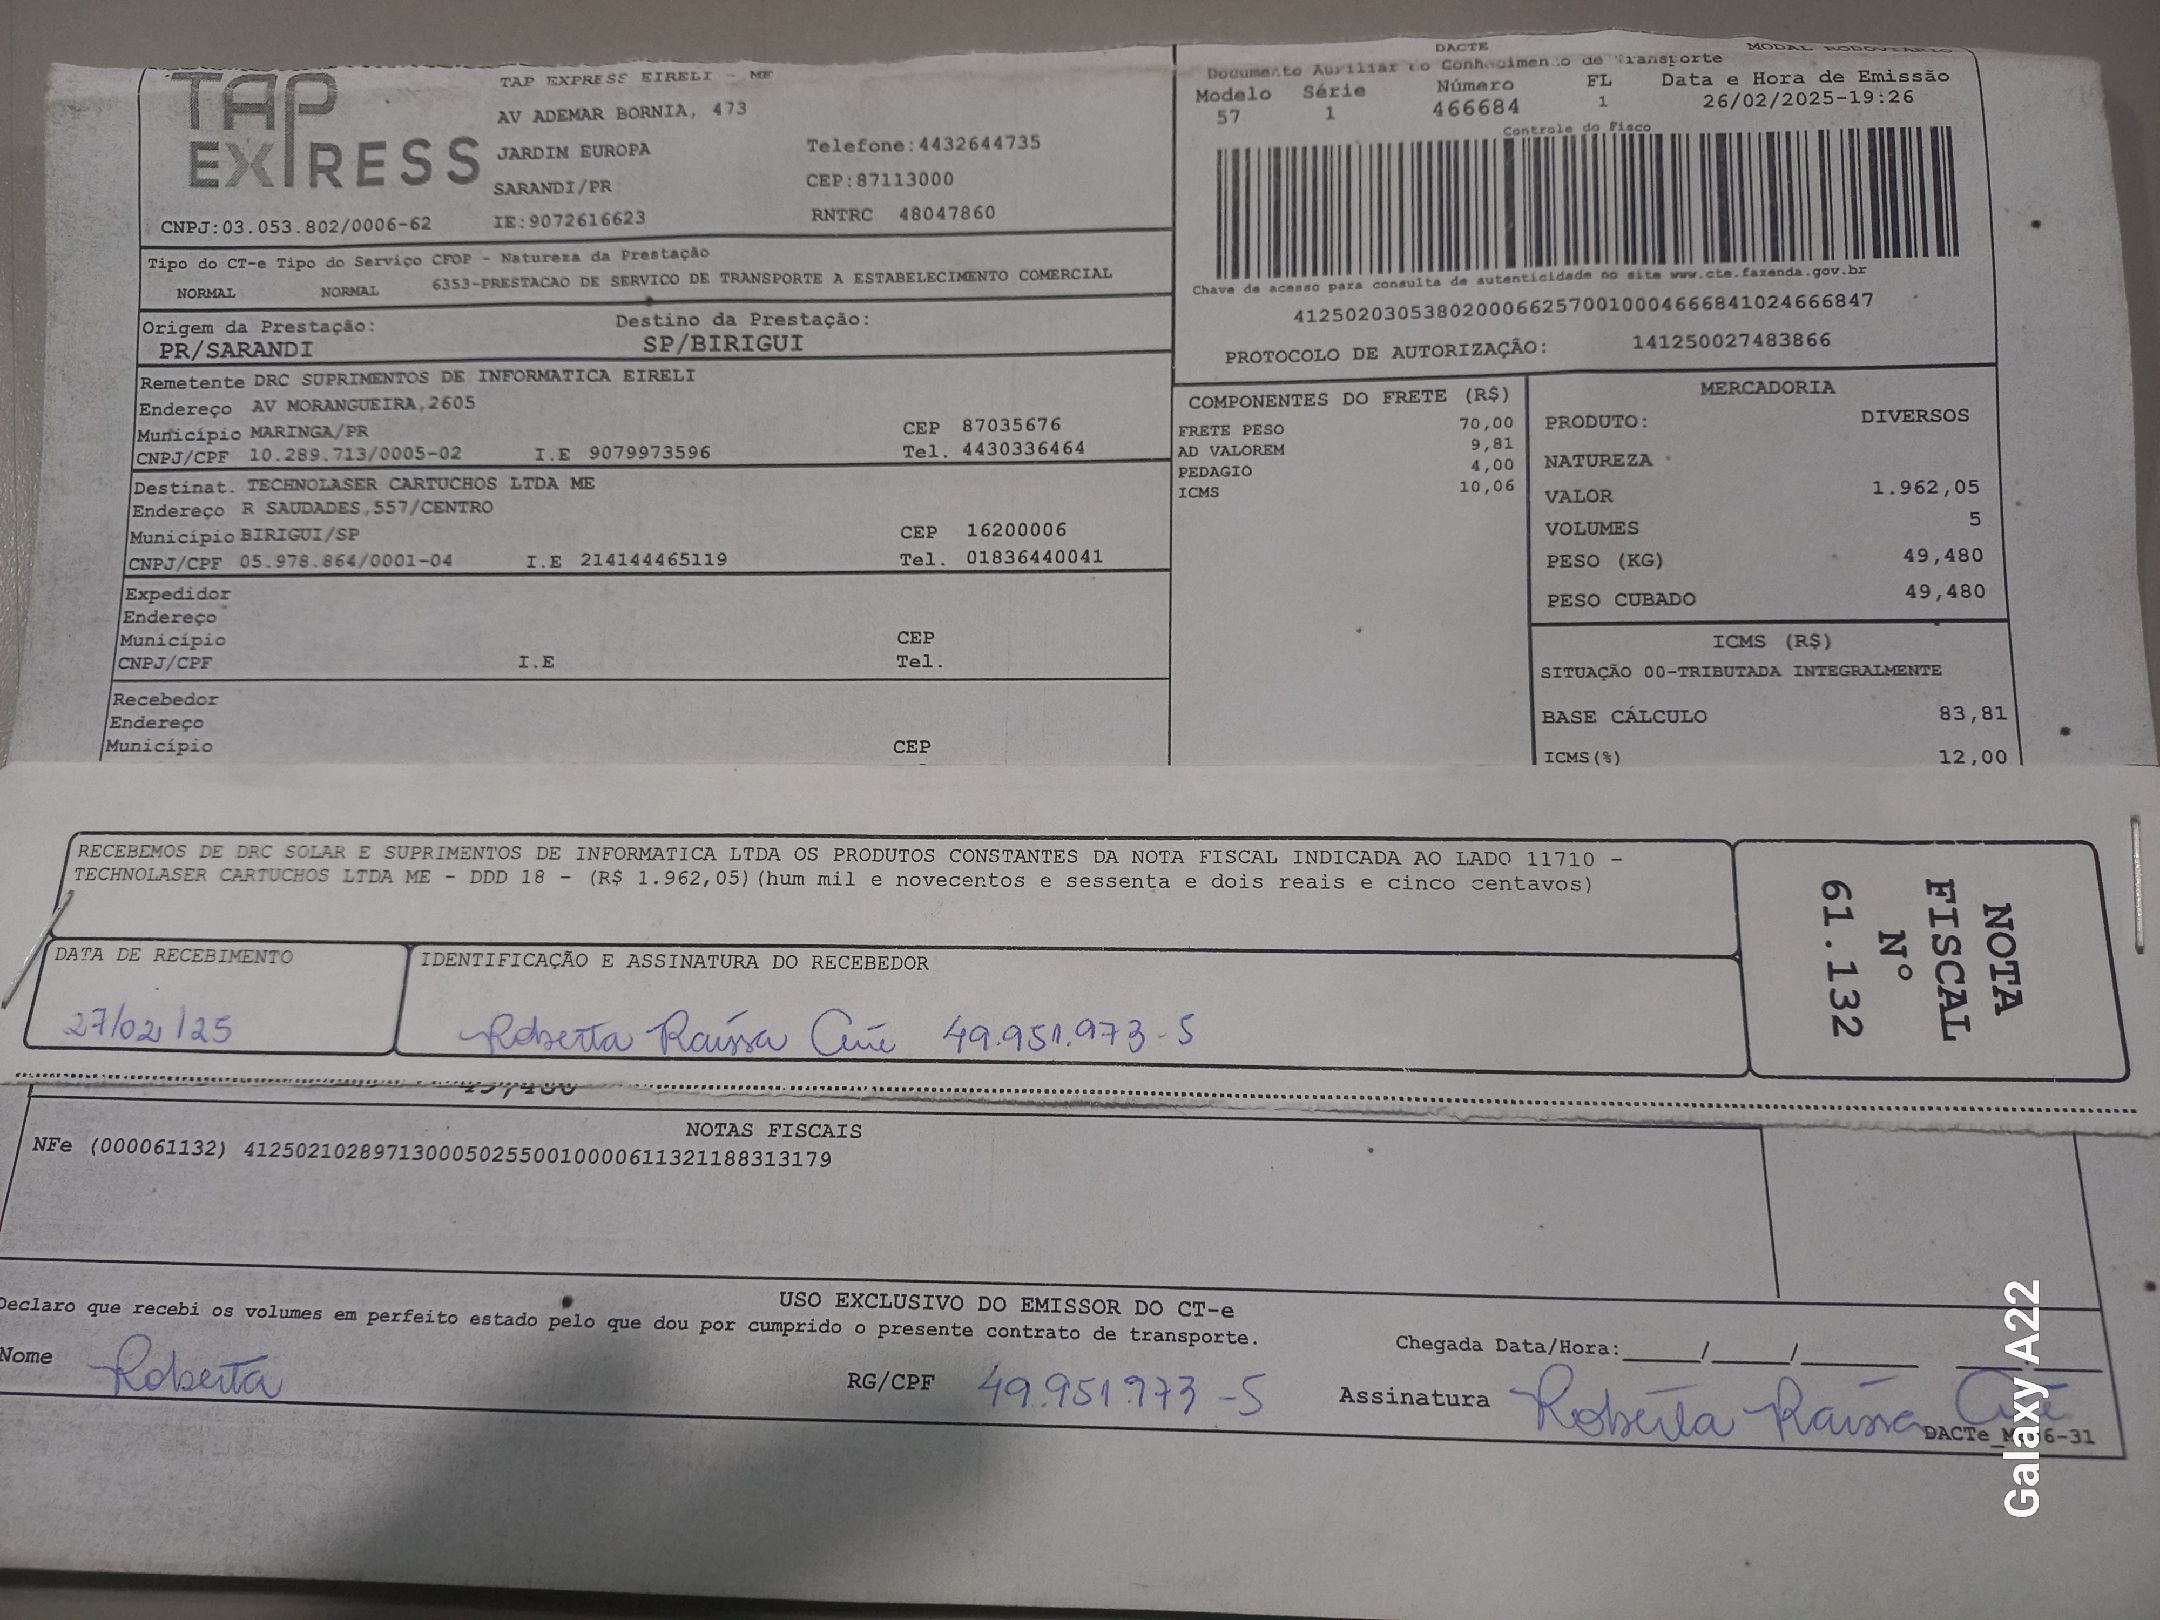 TAP EXPRESS
TAP EXPRESS EIRELI - ME
AV ADEMAR BORNIA, 473
JARDIM EUROPA
Telefone:4432644735
SARANDI/PR
CEP:87113000
CNPJ:03.053.802/0006-62
IE:9072616623
RNTRC 48047860
DACTE
MODAL RODOVIÁRIO
Documento Auxiliar do Conhecimento de Transporte
Modelo Série Número FL Data e Hora de Emissão
57 1 466684 1 26/02/2025-19:26
Controle do Fisco
Chave de acesso para consulta de autenticidade no site www.cte.fazenda.gov.br
41250203053802000662570010004666841024666847
PROTOCOLO DE AUTORIZAÇÃO: 141250027483866
Tipo do CT-e Tipo do Serviço CFOP - Natureza da Prestação
NORMAL NORMAL 6353-PRESTACAO DE SERVICO DE TRANSPORTE A ESTABELECIMENTO COMERCIAL
Origem da Prestação: Destino da Prestação:
PR/SARANDI SP/BIRIGUI
Remetente DRC SUPRIMENTOS DE INFORMATICA EIRELI
Endereço AV MORANGUEIRA,2605
Município MARINGA/PR CEP 87035676
CNPJ/CPF 10.289.713/0005-02 I.E 9079973596 Tel. 4430336464
Destinat. TECHNOLASER CARTUCHOS LTDA ME
Endereço R SAUDADES,557/CENTRO
Município BIRIGUI/SP CEP 16200006
CNPJ/CPF 05.978.864/0001-04 I.E 214144465119 Tel. 01836440041
Expedidor
Endereço
Município CEP
CNPJ/CPF I.E Tel.
Recebedor
Endereço
Município CEP
COMPONENTES DO FRETE (R$)
FRETE PESO 70,00
AD VALOREM 9,81
PEDAGIO 4,00
ICMS 10,06
MERCADORIA
PRODUTO: DIVERSOS
NATUREZA
VALOR 1.962,05
VOLUMES 5
PESO (KG) 49,480
PESO CUBADO 49,480
ICMS (R$)
SITUAÇÃO 00-TRIBUTADA INTEGRALMENTE
BASE CÁLCULO 83,81
ICMS(%) 12,00
RECEBEMOS DE DRC SOLAR E SUPRIMENTOS DE INFORMATICA LTDA OS PRODUTOS CONSTANTES DA NOTA FISCAL INDICADA AO LADO 11710 -
TECHNOLASER CARTUCHOS LTDA ME - DDD 18 - (R$ 1.962,05)(hum mil e novecentos e sessenta e dois reais e cinco centavos)
NOTA
FISCAL
Nº
61.132
DATA DE RECEBIMENTO
27/02/25
IDENTIFICAÇÃO E ASSINATURA DO RECEBEDOR
Roberta Raíssa 49.951.973-5
NOTAS FISCAIS
NFe (000061132) 41250210289713000502550010000611321188313179
USO EXCLUSIVO DO EMISSOR DO CT-e
Declaro que recebi os volumes em perfeito estado pelo que dou por cumprido o presente contrato de transporte.
Chegada Data/Hora:_____/_____/_______ 
Nome Roberta RG/CPF 49.951.973-5 Assinatura Roberta Raíssa
Galaxy A22